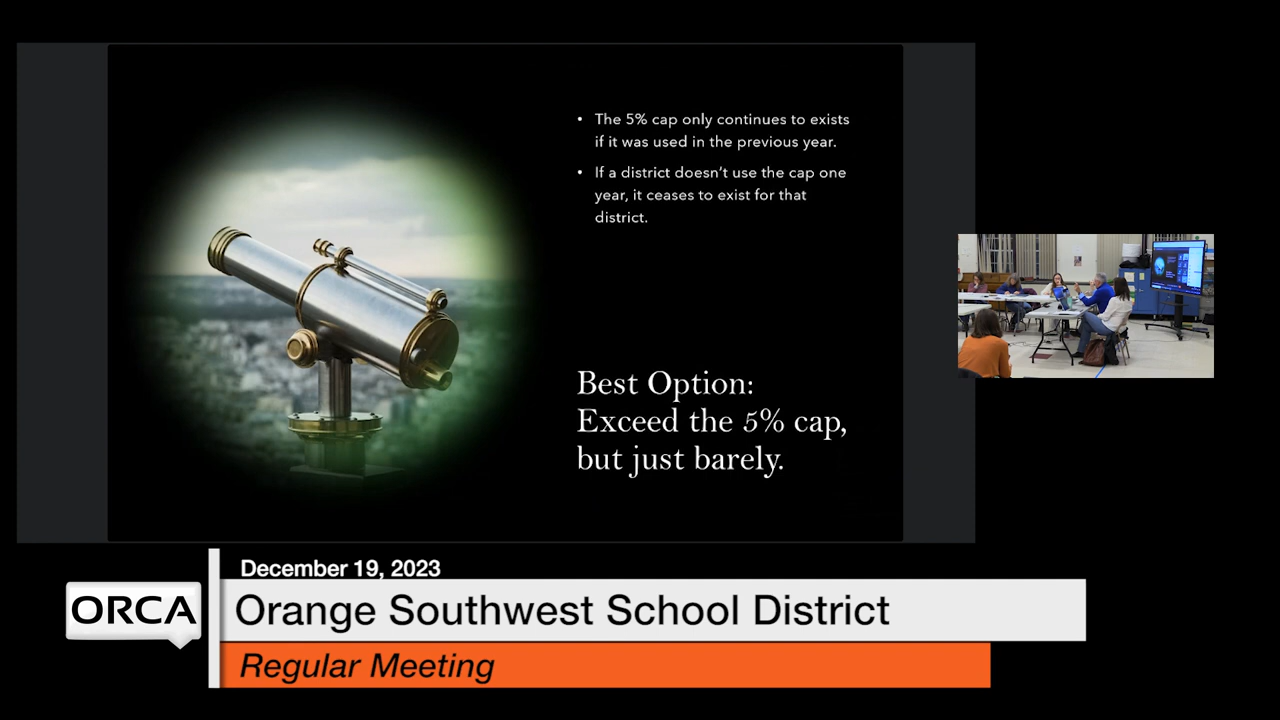 • The 5% cap only continues to exists
if it was used in the previous year.
• If a district doesn't use the cap one
year, it ceases to exist for that
district.
Best Option:
Exceed the 5% cap,
but just barely.
December 19, 2023
ORCA
Orange Southwest School District
Regular Meeting